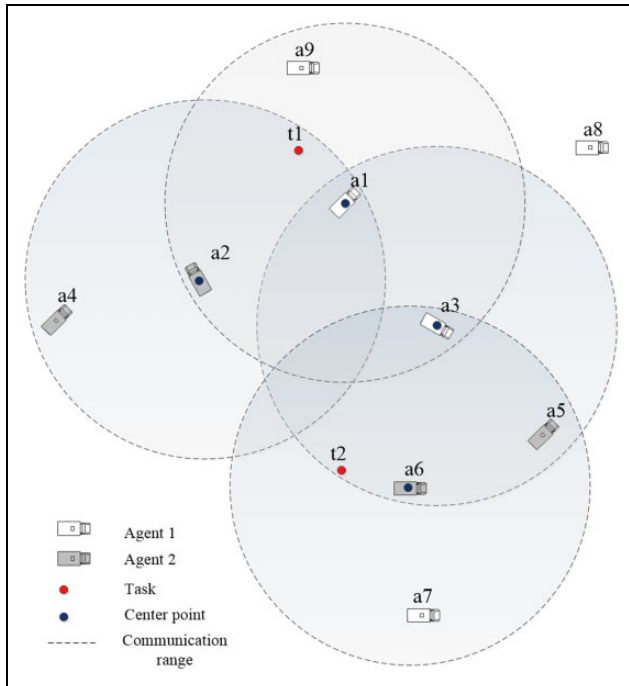 a9
t1
a8
a1
a2
a4
a3
a5
t2
a6
a7
Agent 1
Agent 2
Task
Center point
Communication
range